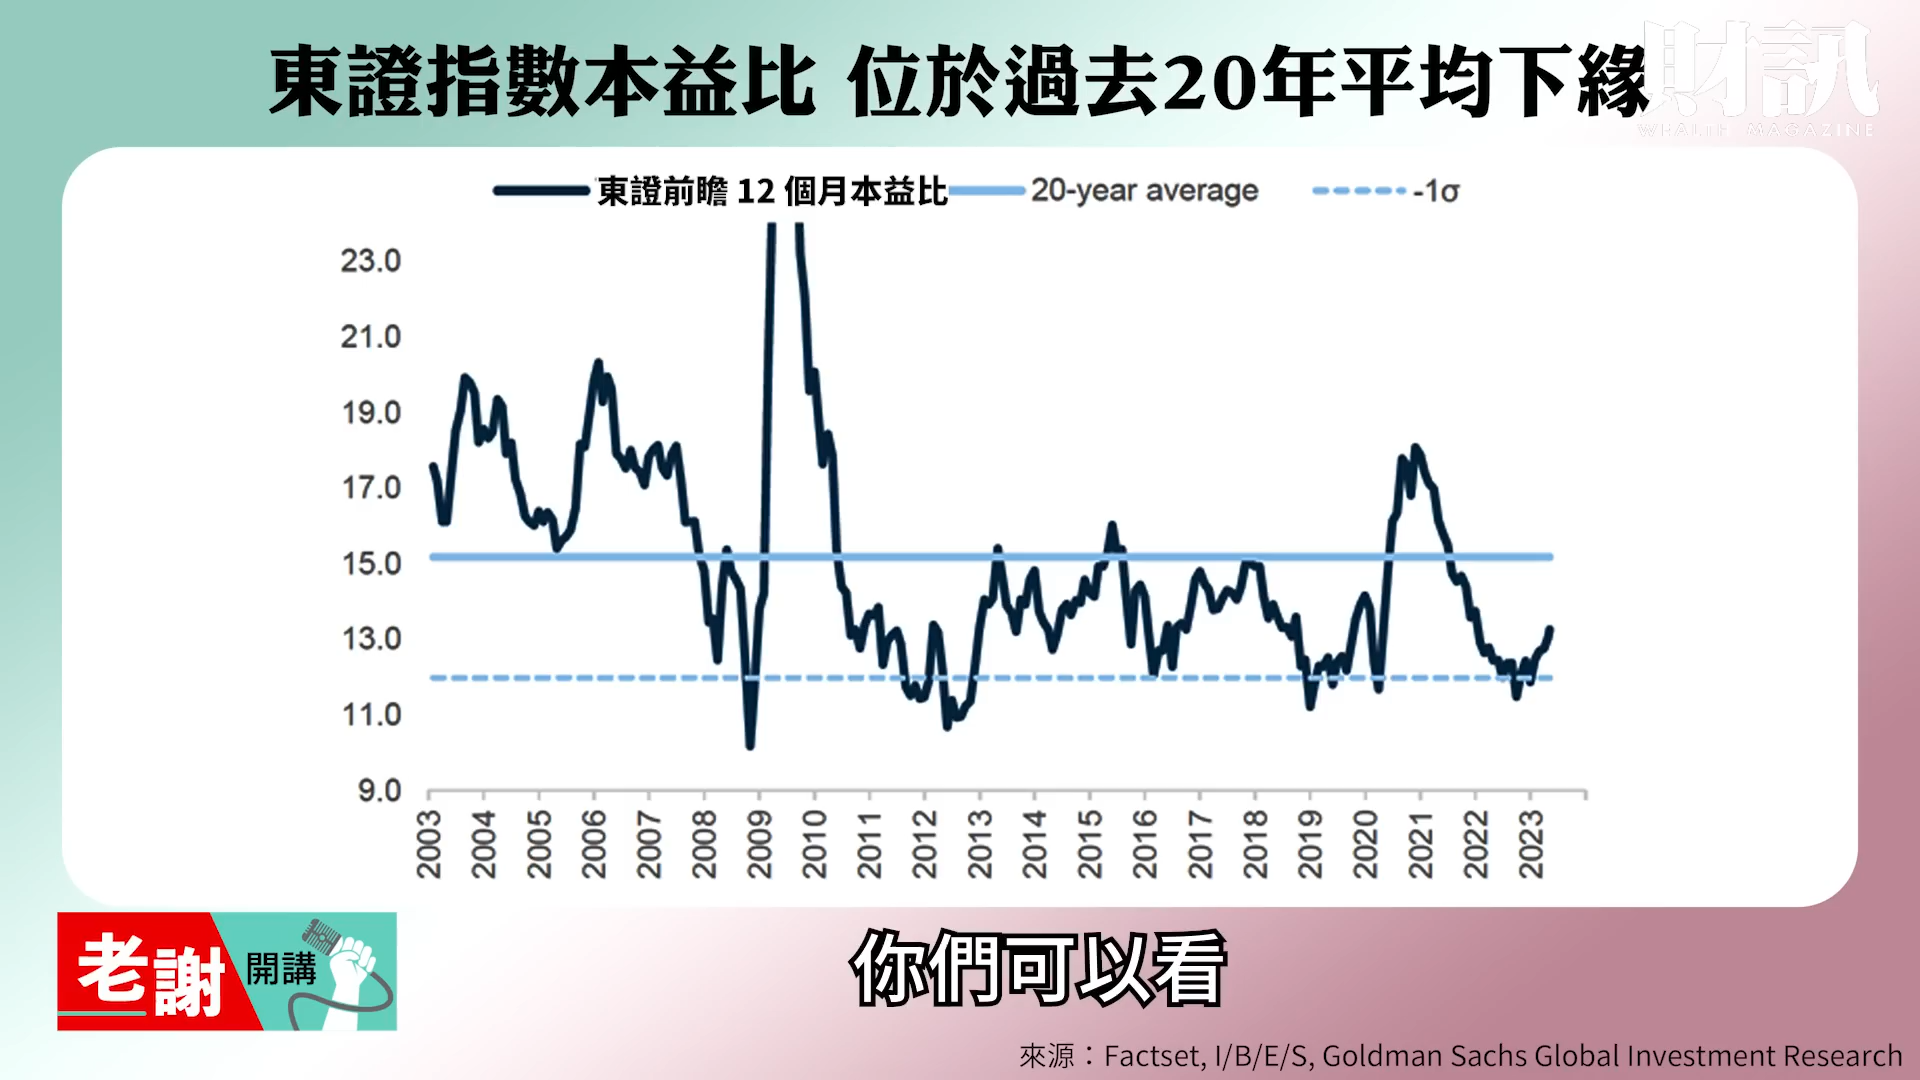 東證指數本益比 位於過去20年平均下緣
財訊
WEALTH MAGAZINE
東證前瞻 12 個月本益比 20-year average -1σ
23.0
21.0
19.0
17.0
15.0
13.0
11.0
9.0
2003 2004 2005 2006 2007 2008 2009 2010 2011 2012 2013 2014 2015 2016 2017 2018 2019 2020 2021 2022 2023
老謝 開講
你們可以看
來源：Factset, I/B/E/S, Goldman Sachs Global Investment Research